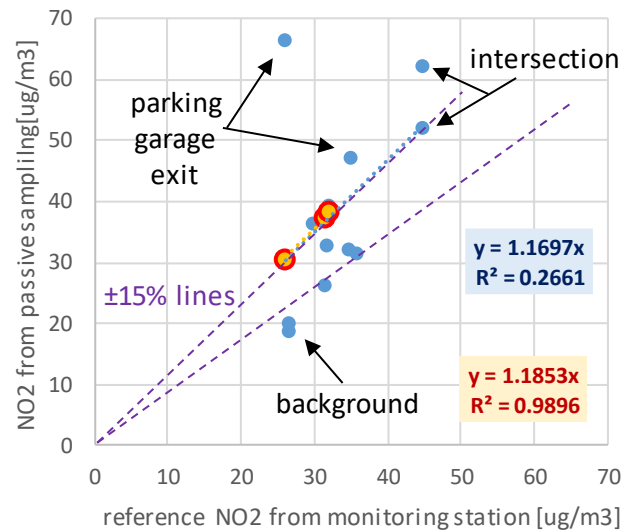 70
60
50
40
30
20
10
0
NO2 from passive samplilng[ug/m3]
parking
garage
exit
intersection
±15% lines
background
y = 1.1697x
R² = 0.2661
y = 1.1853x
R² = 0.9896
0 10 20 30 40 50 60 70
reference NO2 from monitoring station [ug/m3]